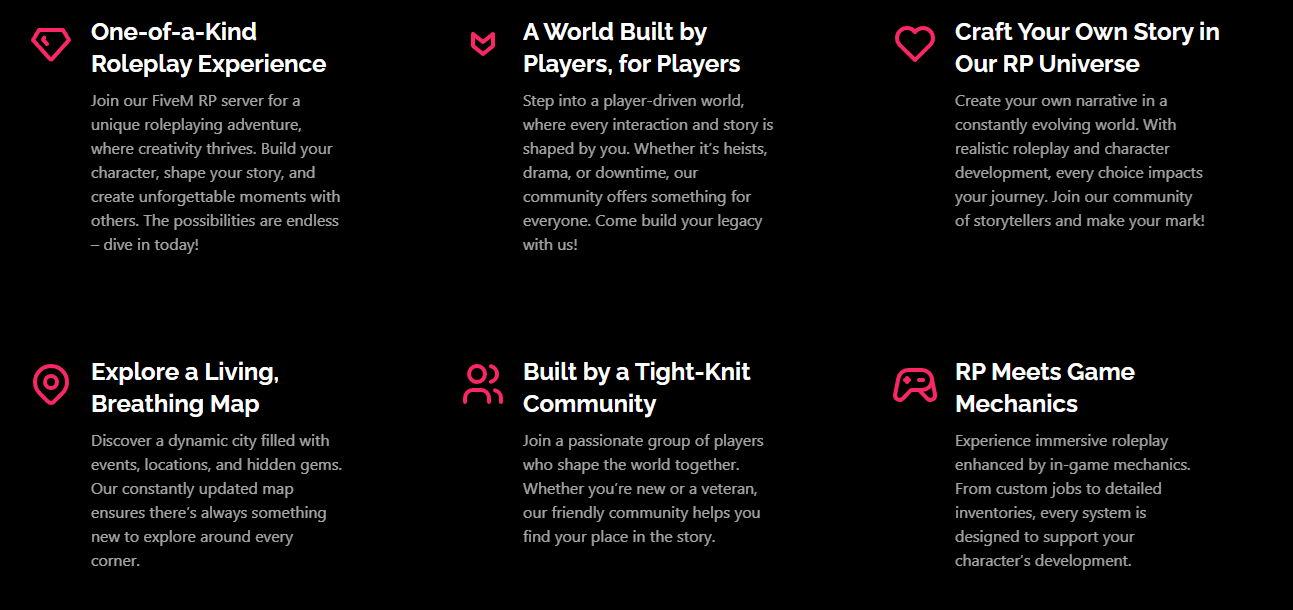 One-of-a-Kind
Roleplay Experience
Join our FiveM RP server for a
unique roleplaying adventure,
where creativity thrives. Build your
character, shape your story, and
create unforgettable moments with
others. The possibilities are endless
– dive in today!
A World Built by
Players, for Players
Step into a player-driven world,
where every interaction and story is
shaped by you. Whether it’s heists,
drama, or downtime, our
community offers something for
everyone. Come build your legacy
with us!
Craft Your Own Story in
Our RP Universe
Create your own narrative in a
constantly evolving world. With
realistic roleplay and character
development, every choice impacts
your journey. Join our community
of storytellers and make your mark!
Explore a Living,
Breathing Map
Discover a dynamic city filled with
events, locations, and hidden gems.
Our constantly updated map
ensures there’s always something
new to explore around every
corner.
Built by a Tight-Knit
Community
Join a passionate group of players
who shape the world together.
Whether you’re new or a veteran,
our friendly community helps you
find your place in the story.
RP Meets Game
Mechanics
Experience immersive roleplay
enhanced by in-game mechanics.
From custom jobs to detailed
inventories, every system is
designed to support your
character’s development.